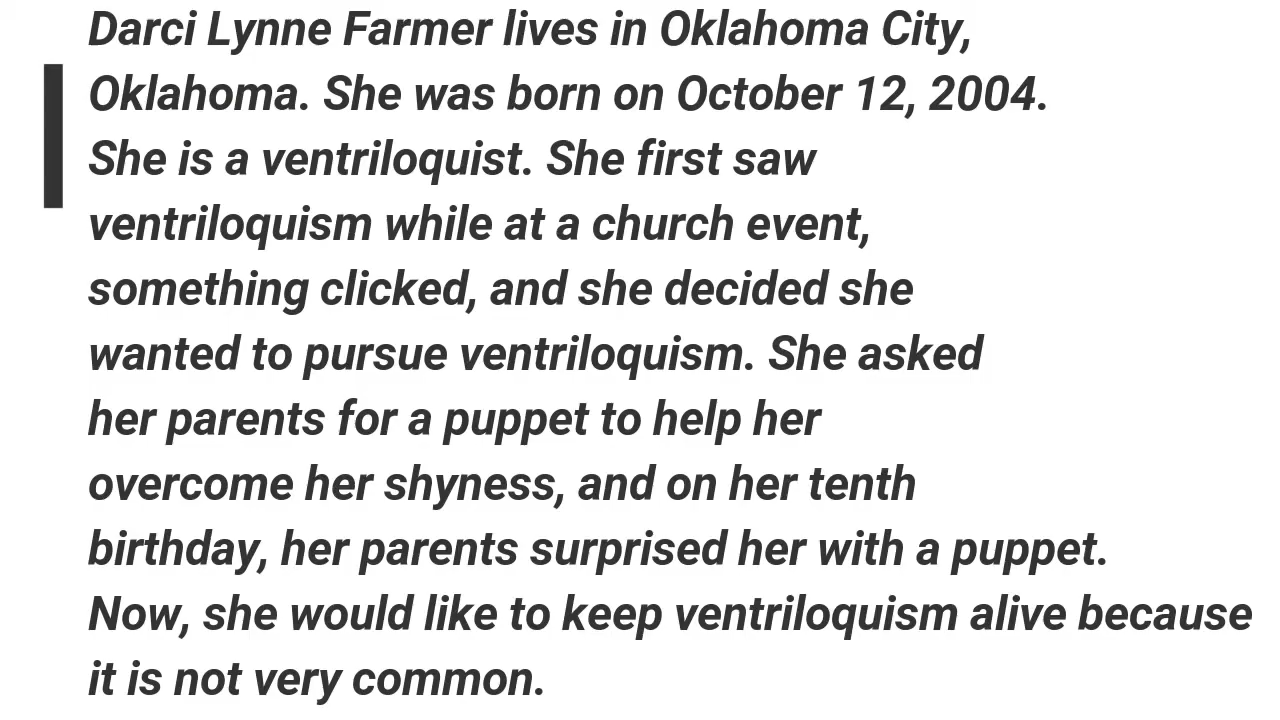 Darci Lynne Farmer lives in Oklahoma City,
Oklahoma. She was born on October 12, 2004.
She is a ventriloquist. She first saw
ventriloquism while at a church event,
something clicked, and she decided she
wanted to pursue ventriloquism. She asked
her parents for a puppet to help her
overcome her shyness, and on her tenth
birthday, her parents surprised her with a puppet.
Now, she would like to keep ventriloquism alive because
it is not very common.